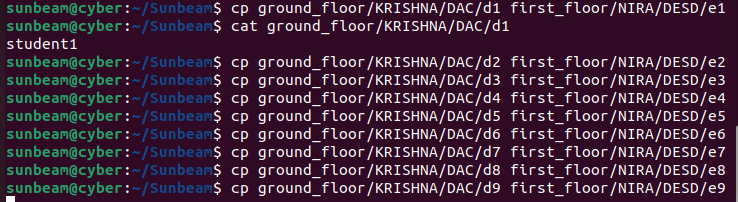 sunbeam@cyber:~/Sunbeam$ cp ground_floor/KRISHNA/DAC/d1 first_floor/NIRA/DESD/e1
sunbeam@cyber:~/Sunbeam$ cat ground_floor/KRISHNA/DAC/d1
student1
sunbeam@cyber:~/Sunbeam$ cp ground_floor/KRISHNA/DAC/d2 first_floor/NIRA/DESD/e2
sunbeam@cyber:~/Sunbeam$ cp ground_floor/KRISHNA/DAC/d3 first_floor/NIRA/DESD/e3
sunbeam@cyber:~/Sunbeam$ cp ground_floor/KRISHNA/DAC/d4 first_floor/NIRA/DESD/e4
sunbeam@cyber:~/Sunbeam$ cp ground_floor/KRISHNA/DAC/d5 first_floor/NIRA/DESD/e5
sunbeam@cyber:~/Sunbeam$ cp ground_floor/KRISHNA/DAC/d6 first_floor/NIRA/DESD/e6
sunbeam@cyber:~/Sunbeam$ cp ground_floor/KRISHNA/DAC/d7 first_floor/NIRA/DESD/e7
sunbeam@cyber:~/Sunbeam$ cp ground_floor/KRISHNA/DAC/d8 first_floor/NIRA/DESD/e8
sunbeam@cyber:~/Sunbeam$ cp ground_floor/KRISHNA/DAC/d9 first_floor/NIRA/DESD/e9